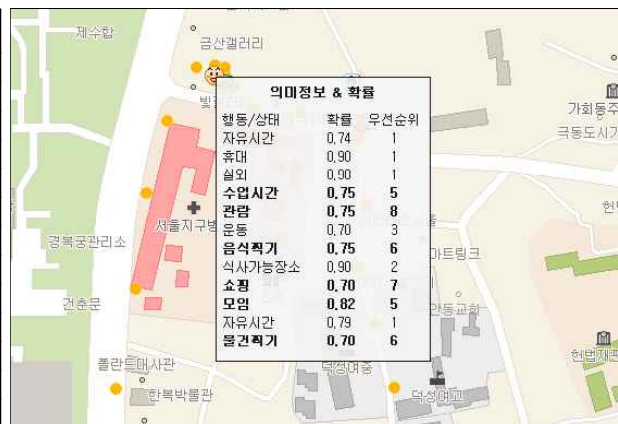 제수합
금산갤러리
의미정보 & 확률
행동/상태 확률 우선순위
자유시간 0.74 1
휴대 0.90 1
실외 0.90 1
수업시간 0.75 5
관람 0.75 8
운동 0.70 3
음식찍기 0.75 6
식사가능장소 0.90 2
쇼핑 0.70 7
모임 0.82 5
자유시간 0.79 1
물건찍기 0.70 6
가회동주
극동도시가
서울지구병
경복궁관리소
아트링크
건춘문
안동교회
헌법재판
폴란드대사관
덕성여중
한복박물관
덕성여고